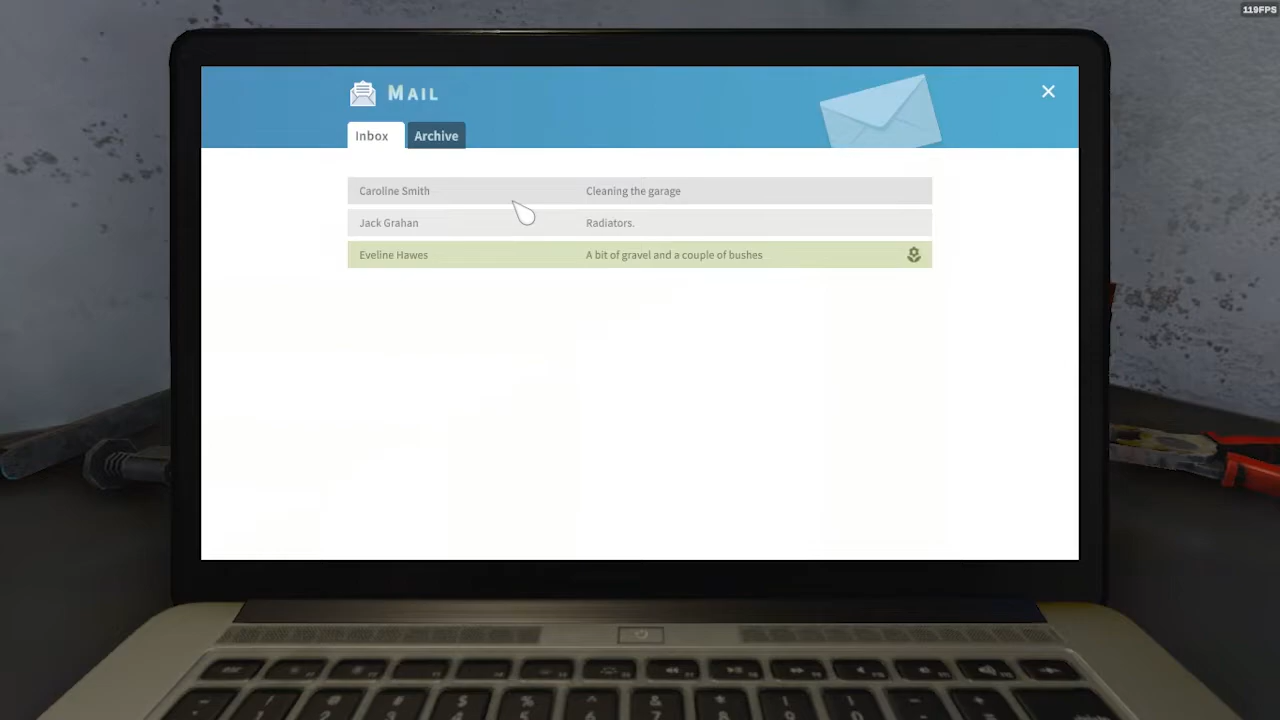 119FPS
MAIL
Inbox Archive
Caroline Smith Cleaning the garage
Jack Grahan Radiators.
Eveline Hawes A bit of gravel and a couple of bushes